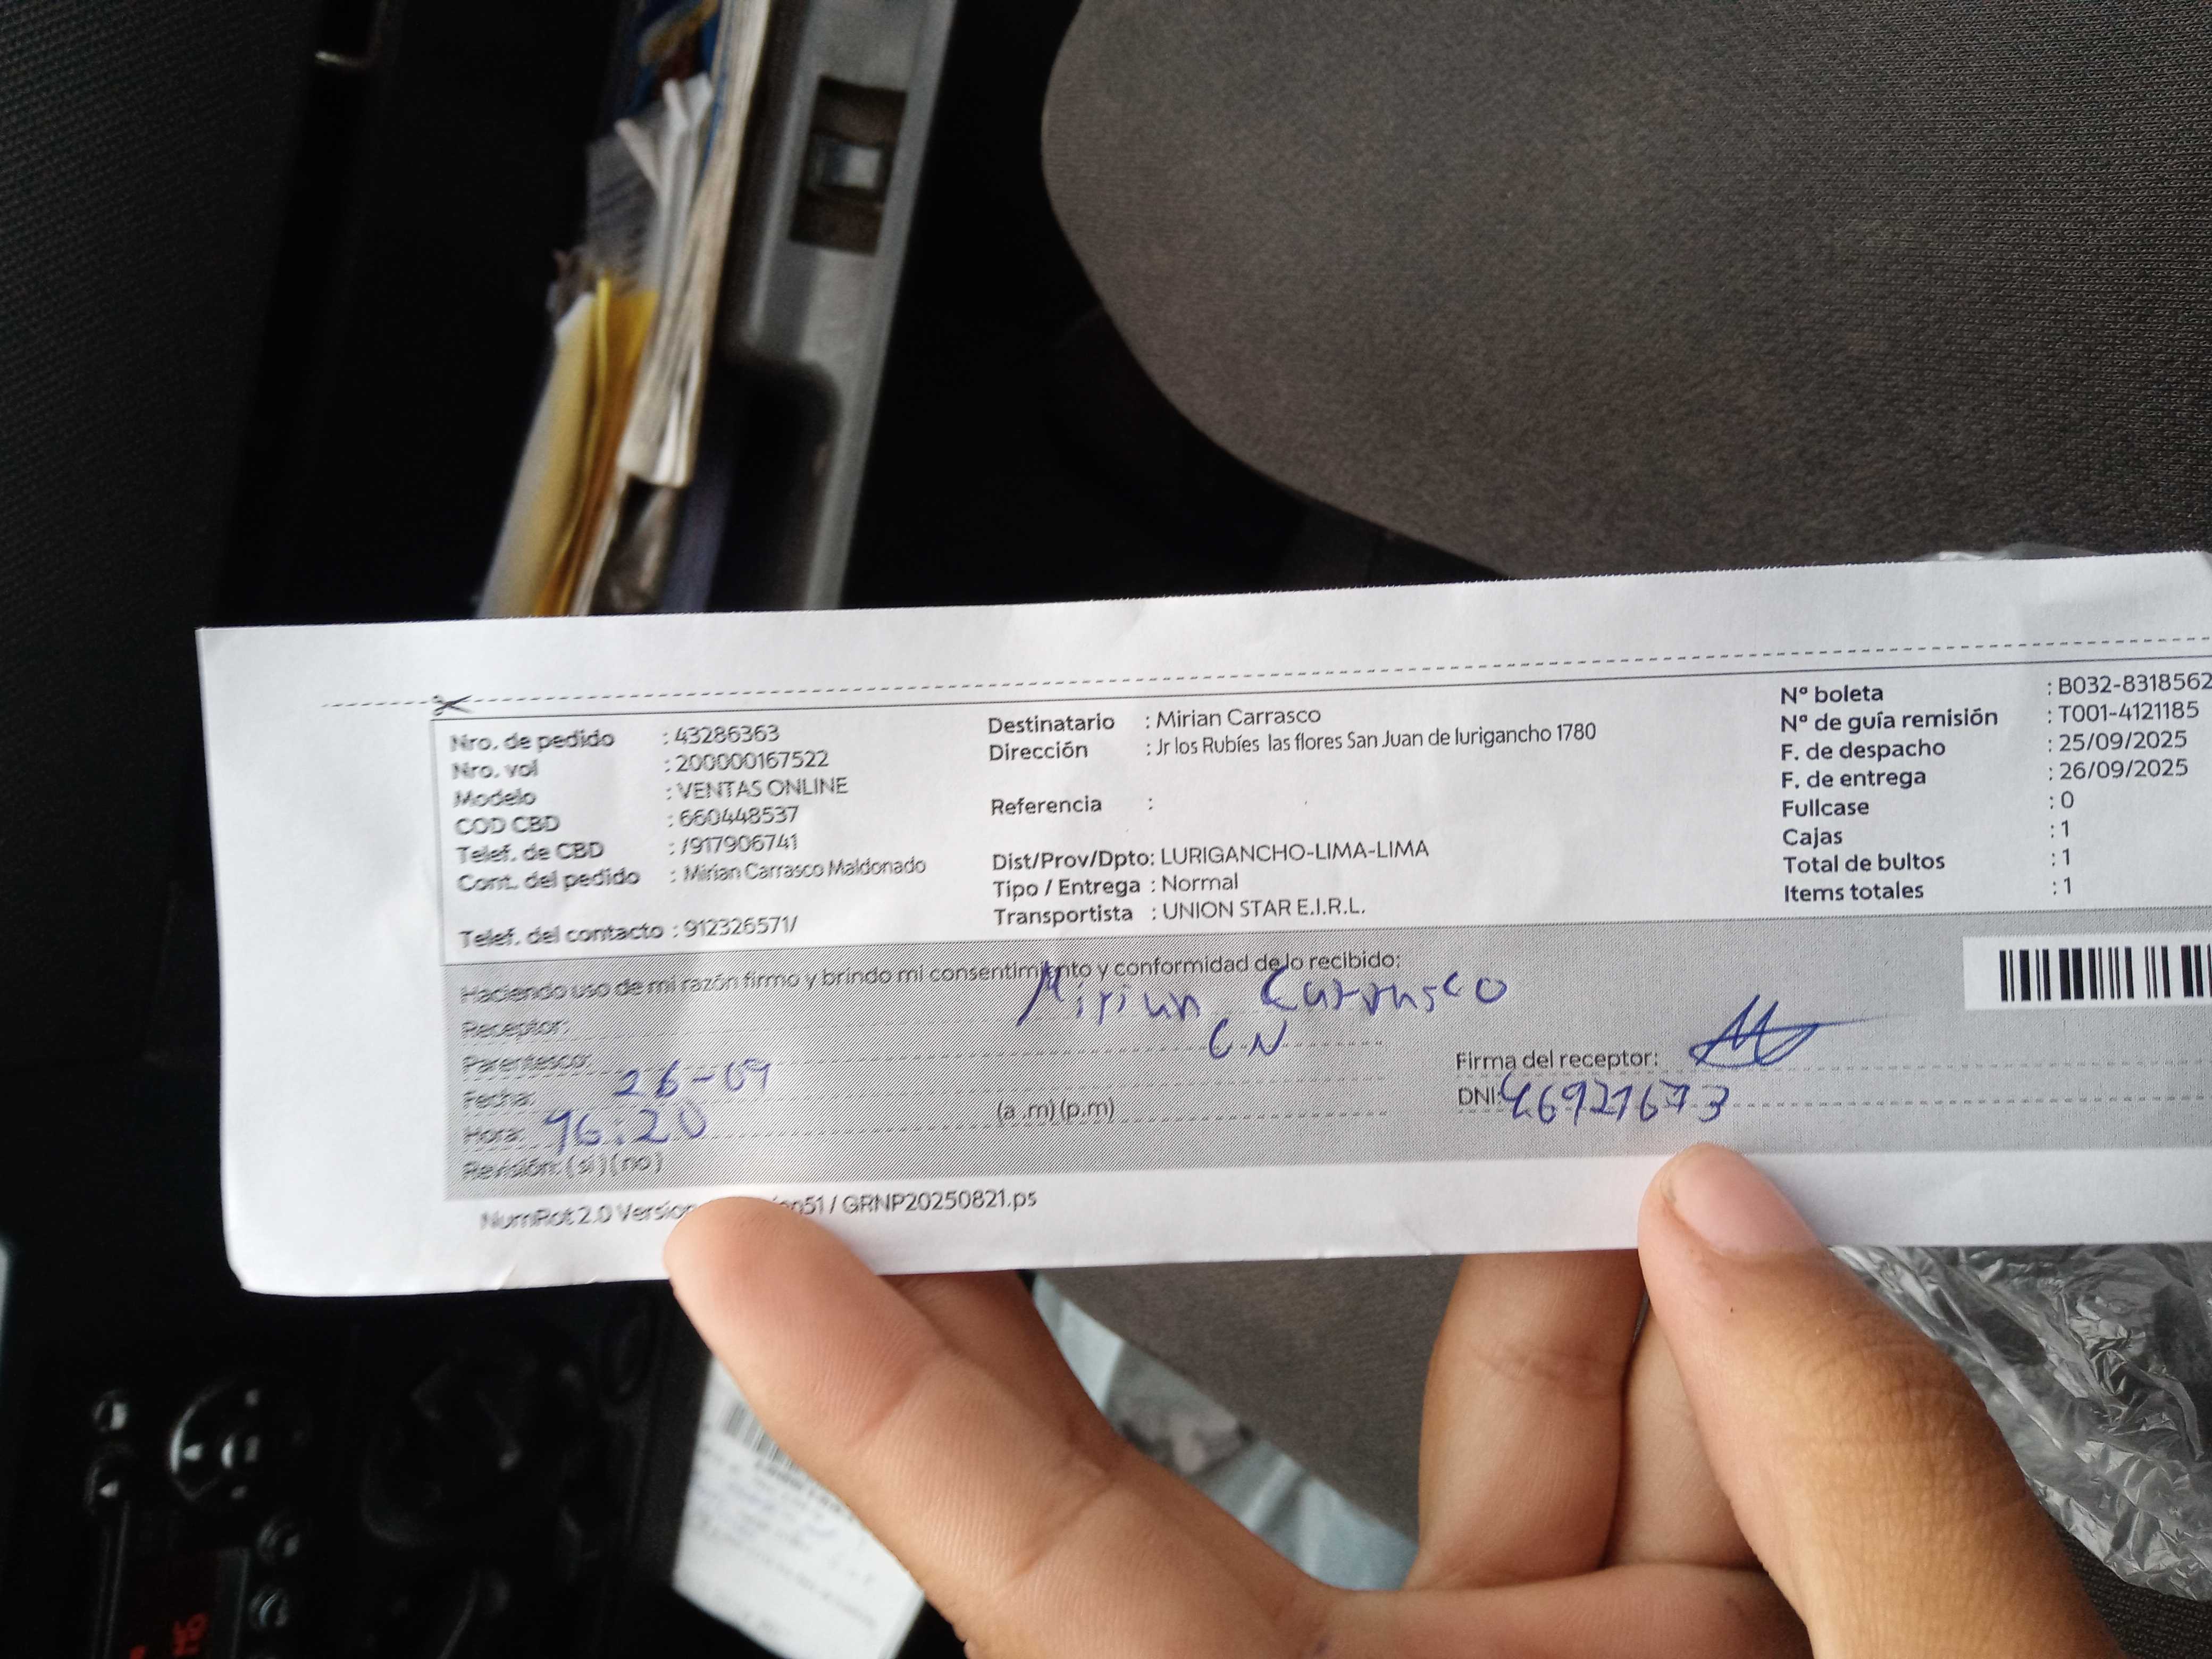 Nro. de pedido : 43286363
Nro. vol : 200000167522
Modelo : VENTAS ONLINE
COD CBD : 660448537
Telef. de CBD : /917906741
Cont. del pedido : Mirian Carrasco Maldonado
Telef. del contacto : 912326571/
Destinatario : Mirian Carrasco
Dirección : Jr los Rubíes las flores San Juan de lurigancho 1780
Referencia :
Dist/Prov/Dpto: LURIGANCHO-LIMA-LIMA
Tipo / Entrega : Normal
Transportista : UNION STAR E.I.R.L.
Nº boleta : B032-8318562
Nº de guía remisión : T001-4121185
F. de despacho : 25/09/2025
F. de entrega : 26/09/2025
Fullcase : 0
Cajas : 1
Total de bultos : 1
Items totales : 1
Haciendo uso de mi razón firmo y brindo mi consentimiento y conformidad de lo recibido:
Receptor: Mirian Carrasco
Parentesco:
Fecha: 26-09
Hora: 16:20 (a.m)(p.m)
Revisión: (si)(no)
Firma del receptor:
DNI: 46921673
NumRot 2.0 Version 51 / GRNP20250821.ps